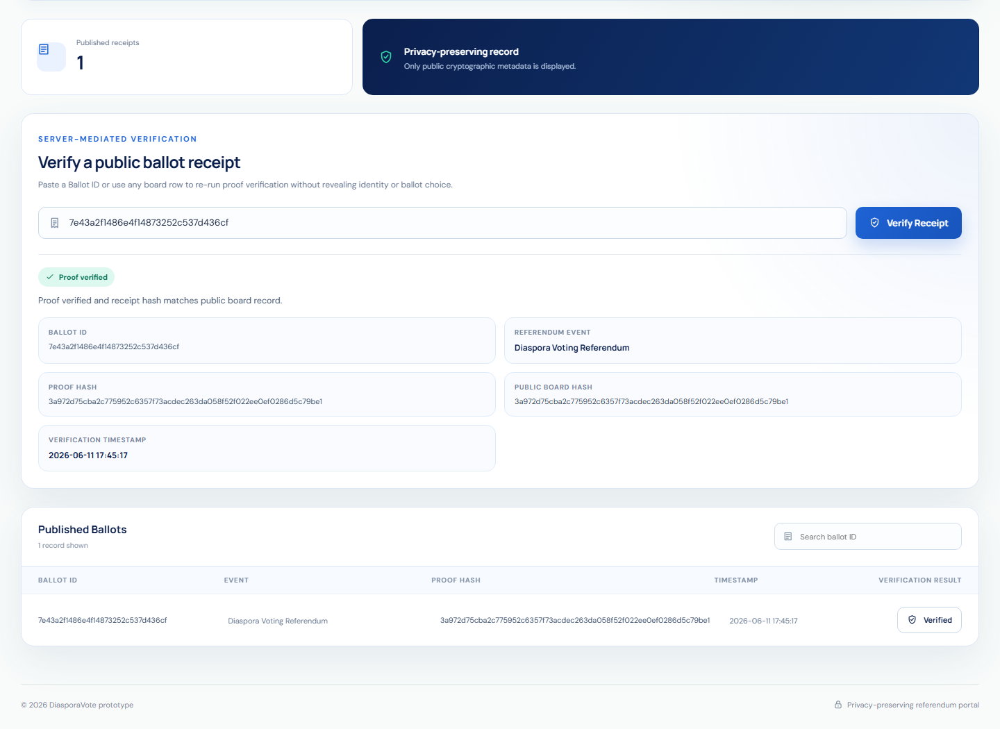 Published receipts
1
Privacy-preserving record
Only public cryptographic metadata is displayed.
SERVER-MEDIATED VERIFICATION
Verify a public ballot receipt
Paste a Ballot ID or use any board row to re-run proof verification without revealing identity or ballot choice.
7e43a2f1486e4f14873252c537d436cf
Verify Receipt
Proof verified
Proof verified and receipt hash matches public board record.
BALLOT ID
7e43a2f1486e4f14873252c537d436cf
REFERENDUM EVENT
Diaspora Voting Referendum
PROOF HASH
3a972d75cba2c775952c6357f73acdec263da058f52f022ee0ef0286d5c79be1
PUBLIC BOARD HASH
3a972d75cba2c775952c6357f73acdec263da058f52f022ee0ef0286d5c79be1
VERIFICATION TIMESTAMP
2026-06-11 17:45:17
Published Ballots
1 record shown
Search ballot ID
BALLOT ID EVENT PROOF HASH TIMESTAMP VERIFICATION RESULT
7e43a2f1486e4f14873252c537d436cf Diaspora Voting Referendum 3a972d75cba2c775952c6357f73acdec263da058f52f022ee0ef0286d5c79be1 2026-06-11 17:45:17 Verified
© 2026 DiasporaVote prototype
Privacy-preserving referendum portal